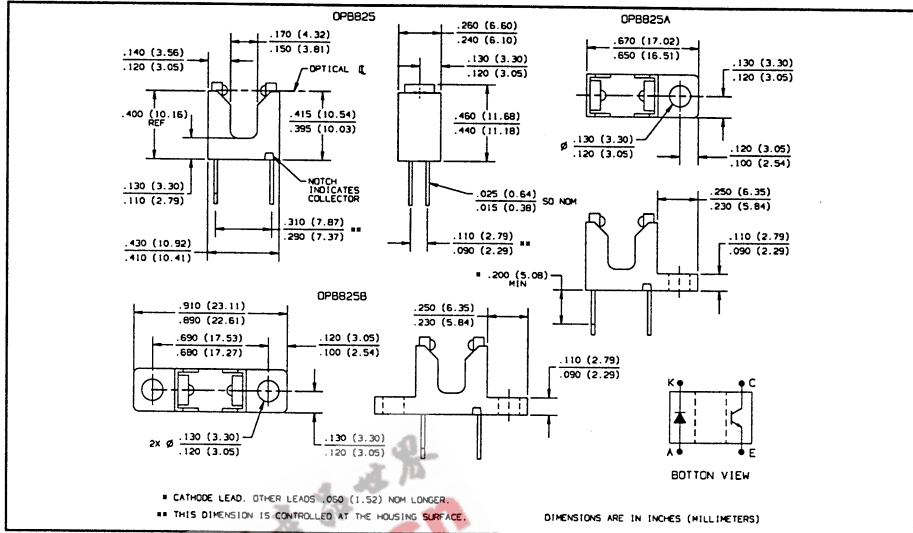 OPB825
.170 (4.32)
.150 (3.81)
.140 (3.56)
.120 (3.05)
OPTICAL ℄
.400 (10.16)
REF
.415 (10.54)
.395 (10.03)
.130 (3.30)
.110 (2.79)
NOTCH
INDICATES
COLLECTOR
.310 (7.87)
.290 (7.37) **
.430 (10.92)
.410 (10.41)
.260 (6.60)
.240 (6.10)
.130 (3.30)
.120 (3.05)
.460 (11.68)
.440 (11.18)
.025 (0.64)
.015 (0.38) SQ NOM
.110 (2.79)
.090 (2.29) **
OPB825A
.670 (17.02)
.650 (16.51)
.130 (3.30)
.120 (3.05)
Ø .130 (3.30)
.120 (3.05)
.120 (3.05)
.100 (2.54)
.250 (6.35)
.230 (5.84)
.110 (2.79)
.090 (2.29)
* .200 (5.08)
MIN
OPB825B
.910 (23.11)
.890 (22.61)
.690 (17.53)
.680 (17.27)
.120 (3.05)
.100 (2.54)
2X Ø .130 (3.30)
.120 (3.05)
.130 (3.30)
.120 (3.05)
.250 (6.35)
.230 (5.84)
.110 (2.79)
.090 (2.29)
K C
A E
BOTTON VIEW
* CATHODE LEAD. OTHER LEADS .060 (1.52) NOM LONGER.
** THIS DIMENSION IS CONTROLLED AT THE HOUSING SURFACE.
DIMENSIONS ARE IN INCHES (MILLIMETERS)